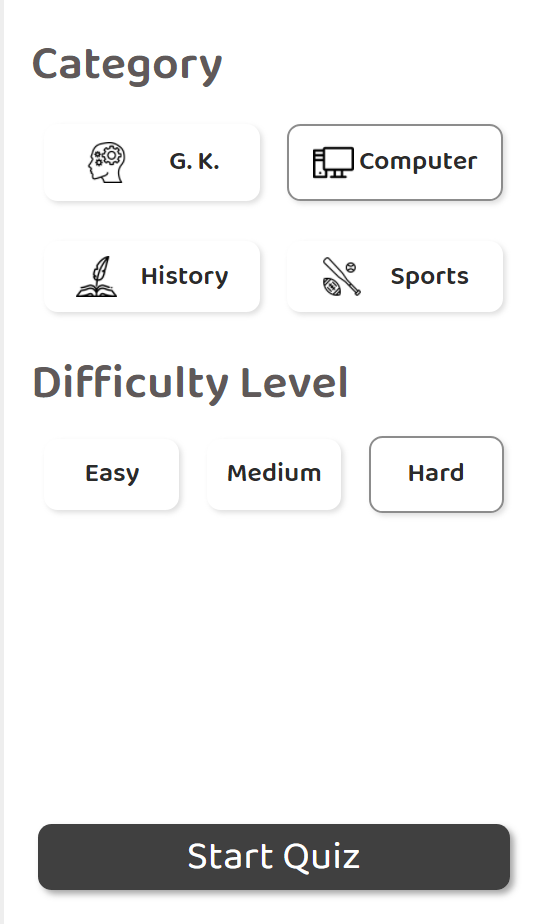 Category
G. K.
Computer
History
Sports
Difficulty Level
Easy
Medium
Hard
Start Quiz